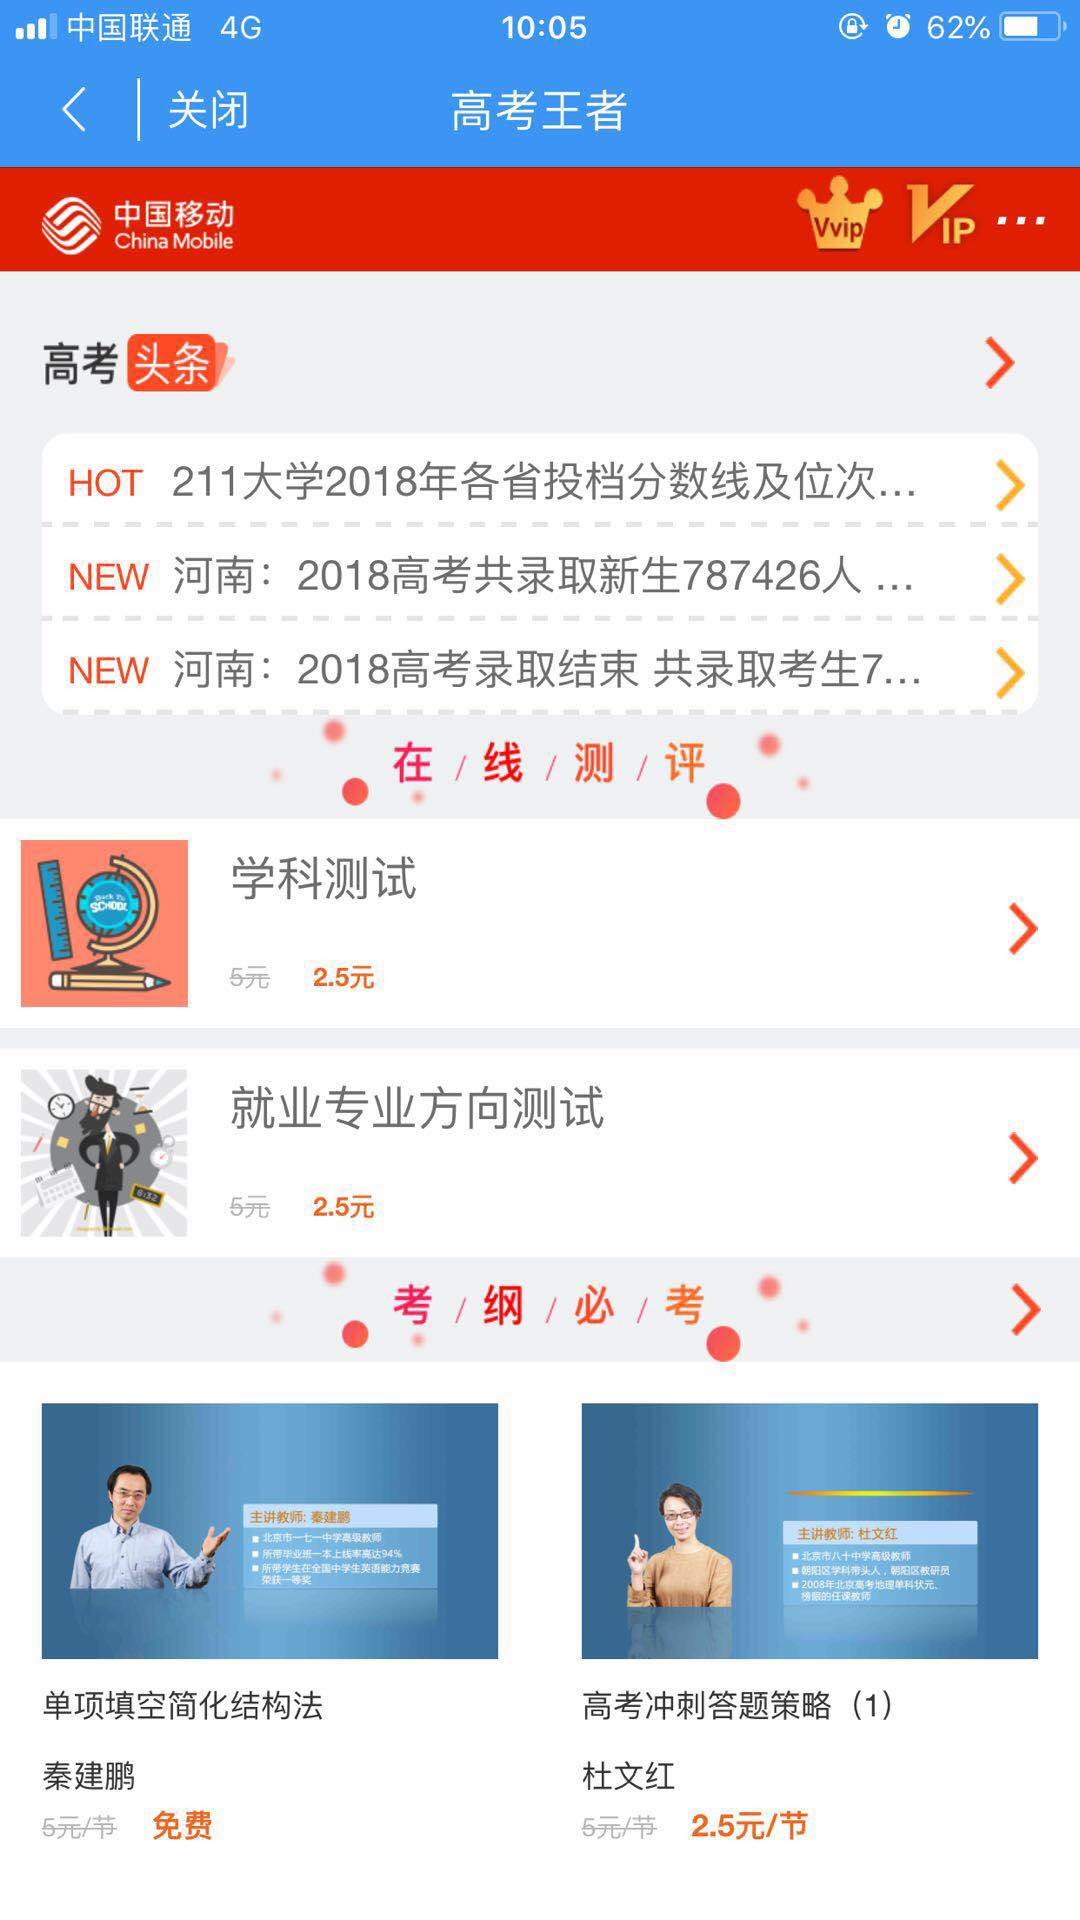 中国联通 4G 10:05 62%
关闭 高考王者
中国移动
China Mobile
Vvip VIP ...
高考头条
HOT 211大学2018年各省投档分数线及位次...
NEW 河南：2018高考共录取新生787426人 ...
NEW 河南：2018高考录取结束 共录取考生7...
在/线/测/评
学科测试
Back To
SCHOOL
5元 2.5元
就业专业方向测试
8:32
5元 2.5元
考/纲/必/考
主讲教师: 秦建鹏
北京市一七一中学高级教师
所带毕业班一本上线率高达94%
所带学生在全国中学生英语能力竞赛
荣获一等奖
单项填空简化结构法
秦建鹏
5元/节 免费
主讲教师: 杜文红
北京市八十中学高级教师
朝阳区学科带头人，朝阳区教研员
2008年北京高考地理单科状元、
榜眼的任课教师
高考冲刺答题策略（1）
杜文红
5元/节 2.5元/节